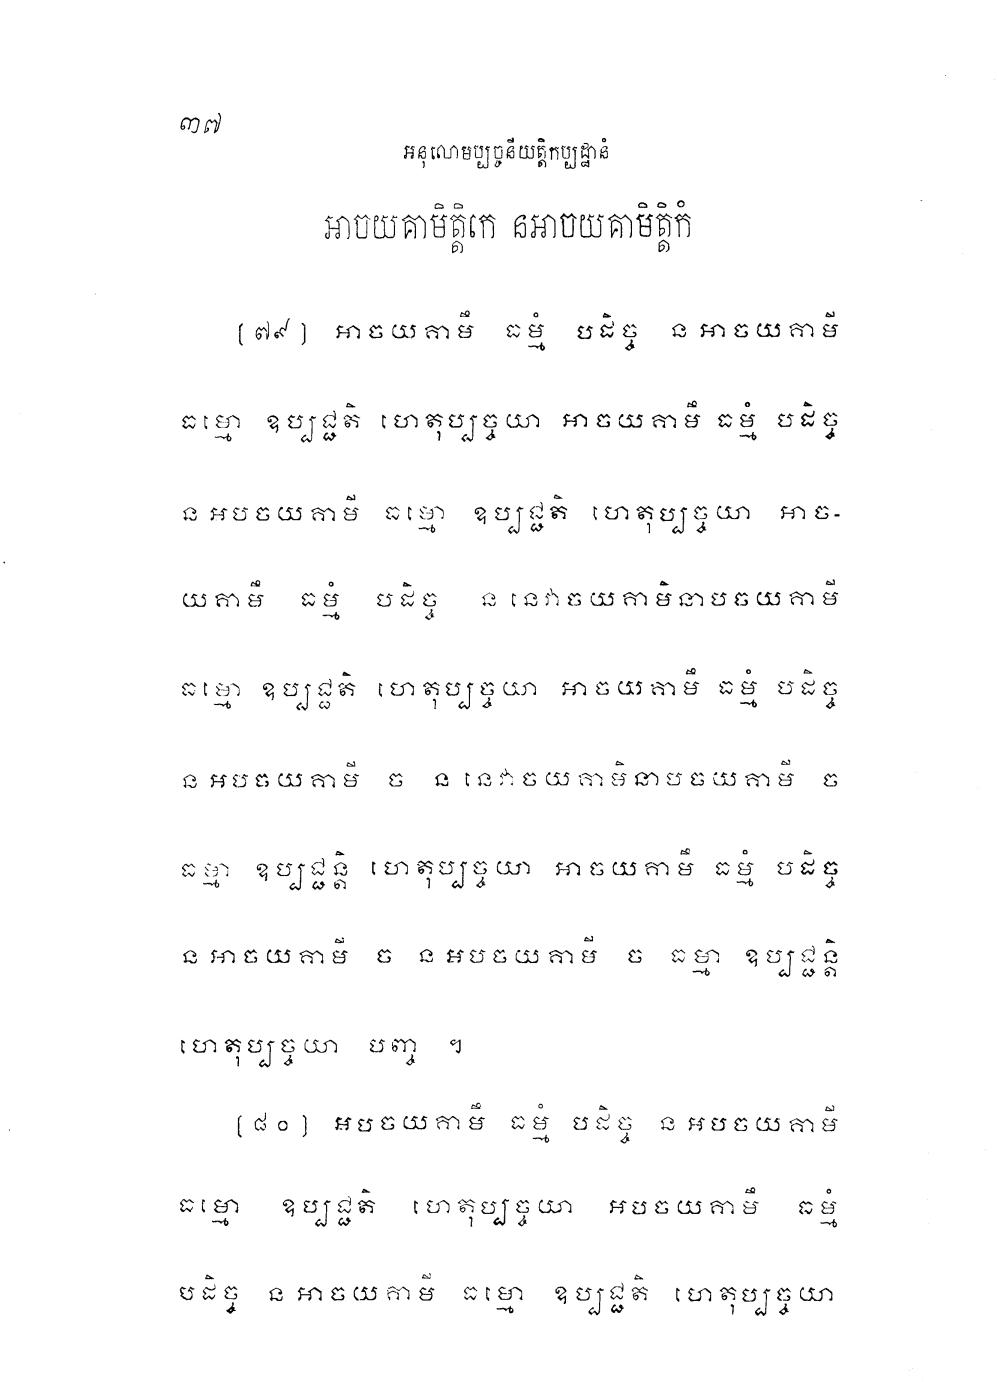 ៣៧
អនុលោមប្បច្ចនីយត្តិកប្បដ្ឋានំ
អាចយគាមិត្តិកេ នអាចយគាមិត្តិកំ
(៧៩) អាចយគាមឹ ធម្មំ បដិច្ច ន អាចយគាមី
ធម្មោ ឧប្បជ្ជតិ ហេតុប្បច្ចយា អាចយគាមឹ ធម្មំ បដិច្ច
ន អបចយគាមី ធម្មោ ឧប្បជ្ជតិ ហេតុប្បច្ចយា អាច-
យគាមឹ ធម្មំ បដិច្ច ន នេវាចយគាមិនាបចយគាមី
ធម្មោ ឧប្បជ្ជតិ ហេតុប្បច្ចយា អាចយគាមឹ ធម្មំ បដិច្ច
ន អបចយគាមី ច ន នេវាចយគាមិនាបចយគាមី ច
ធម្មា ឧប្បជ្ជន្តិ ហេតុប្បច្ចយា អាចយគាមឹ ធម្មំ បដិច្ច
ន អាចយគាមី ច ន អបចយគាមី ច ធម្មា ឧប្បជ្ជន្តិ
ហេតុប្បច្ចយា បញ្ច ។
(៨០) អបចយគាមឹ ធម្មំ បដិច្ច ន អបចយគាមី
ធម្មោ ឧប្បជ្ជតិ ហេតុប្បច្ចយា អបចយគាមឹ ធម្មំ
បដិច្ច ន អាចយគាមី ធម្មោ ឧប្បជ្ជតិ ហេតុប្បច្ចយា